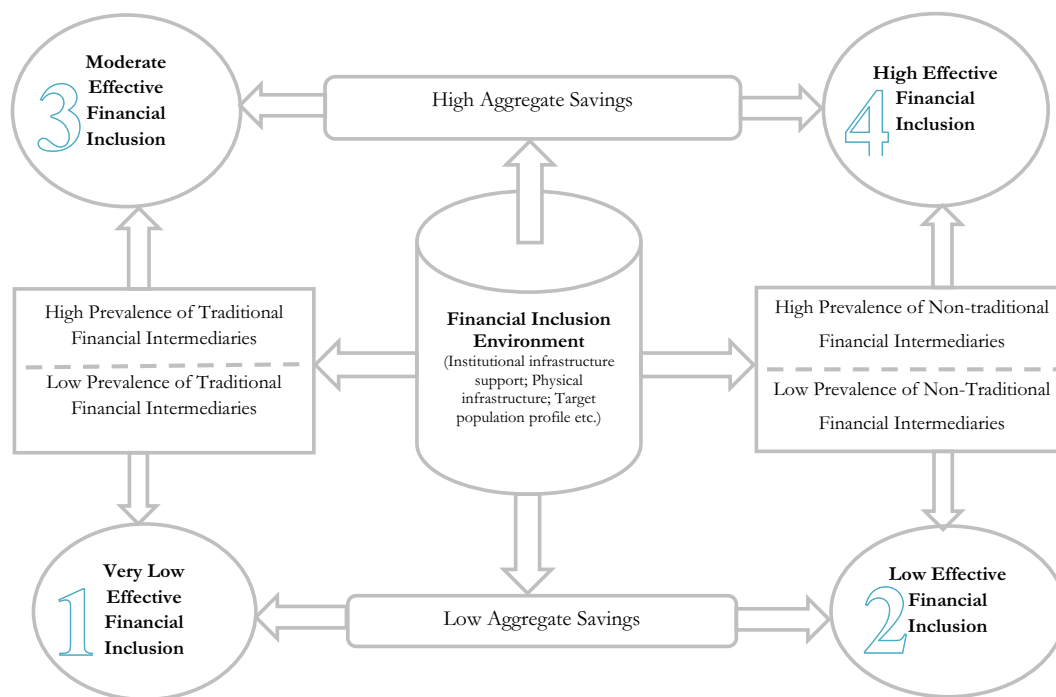 Moderate
Effective
Financial
Inclusion
3
High Aggregate Savings
High Effective
Financial
Inclusion
4
High Prevalence of Traditional
Financial Intermediaries
Low Prevalence of Traditional
Financial Intermediaries
Financial Inclusion
Environment
(Institutional infrastructure
support; Physical
infrastructure; Target
population profile etc.)
High Prevalence of Non-traditional
Financial Intermediaries
Low Prevalence of Non-Traditional
Financial Intermediaries
Very Low
Effective
Financial
Inclusion
1
Low Aggregate Savings
Low Effective
Financial
Inclusion
2